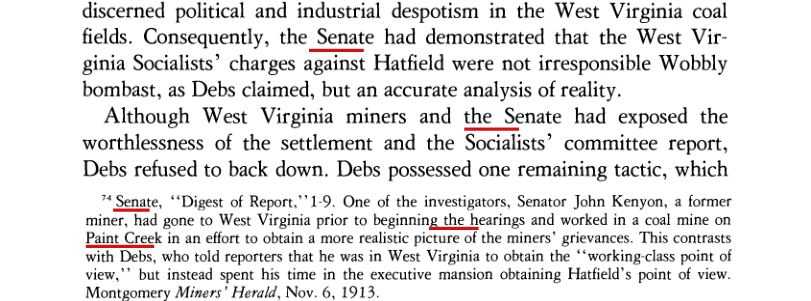 discerned political and industrial despotism in the West Virginia coal
fields. Consequently, the Senate had demonstrated that the West Vir-
ginia Socialists' charges against Hatfield were not irresponsible Wobbly
bombast, as Debs claimed, but an accurate analysis of reality.
Although West Virginia miners and the Senate had exposed the
worthlessness of the settlement and the Socialists' committee report,
Debs refused to back down. Debs possessed one remaining tactic, which
74 Senate, "Digest of Report,"1-9. One of the investigators, Senator John Kenyon, a former
miner, had gone to West Virginia prior to beginning the hearings and worked in a coal mine on
Paint Creek in an effort to obtain a more realistic picture of the miners' grievances. This contrasts
with Debs, who told reporters that he was in West Virginia to obtain the "working-class point of
view," but instead spent his time in the executive mansion obtaining Hatfield's point of view.
Montgomery Miners' Herald, Nov. 6, 1913.